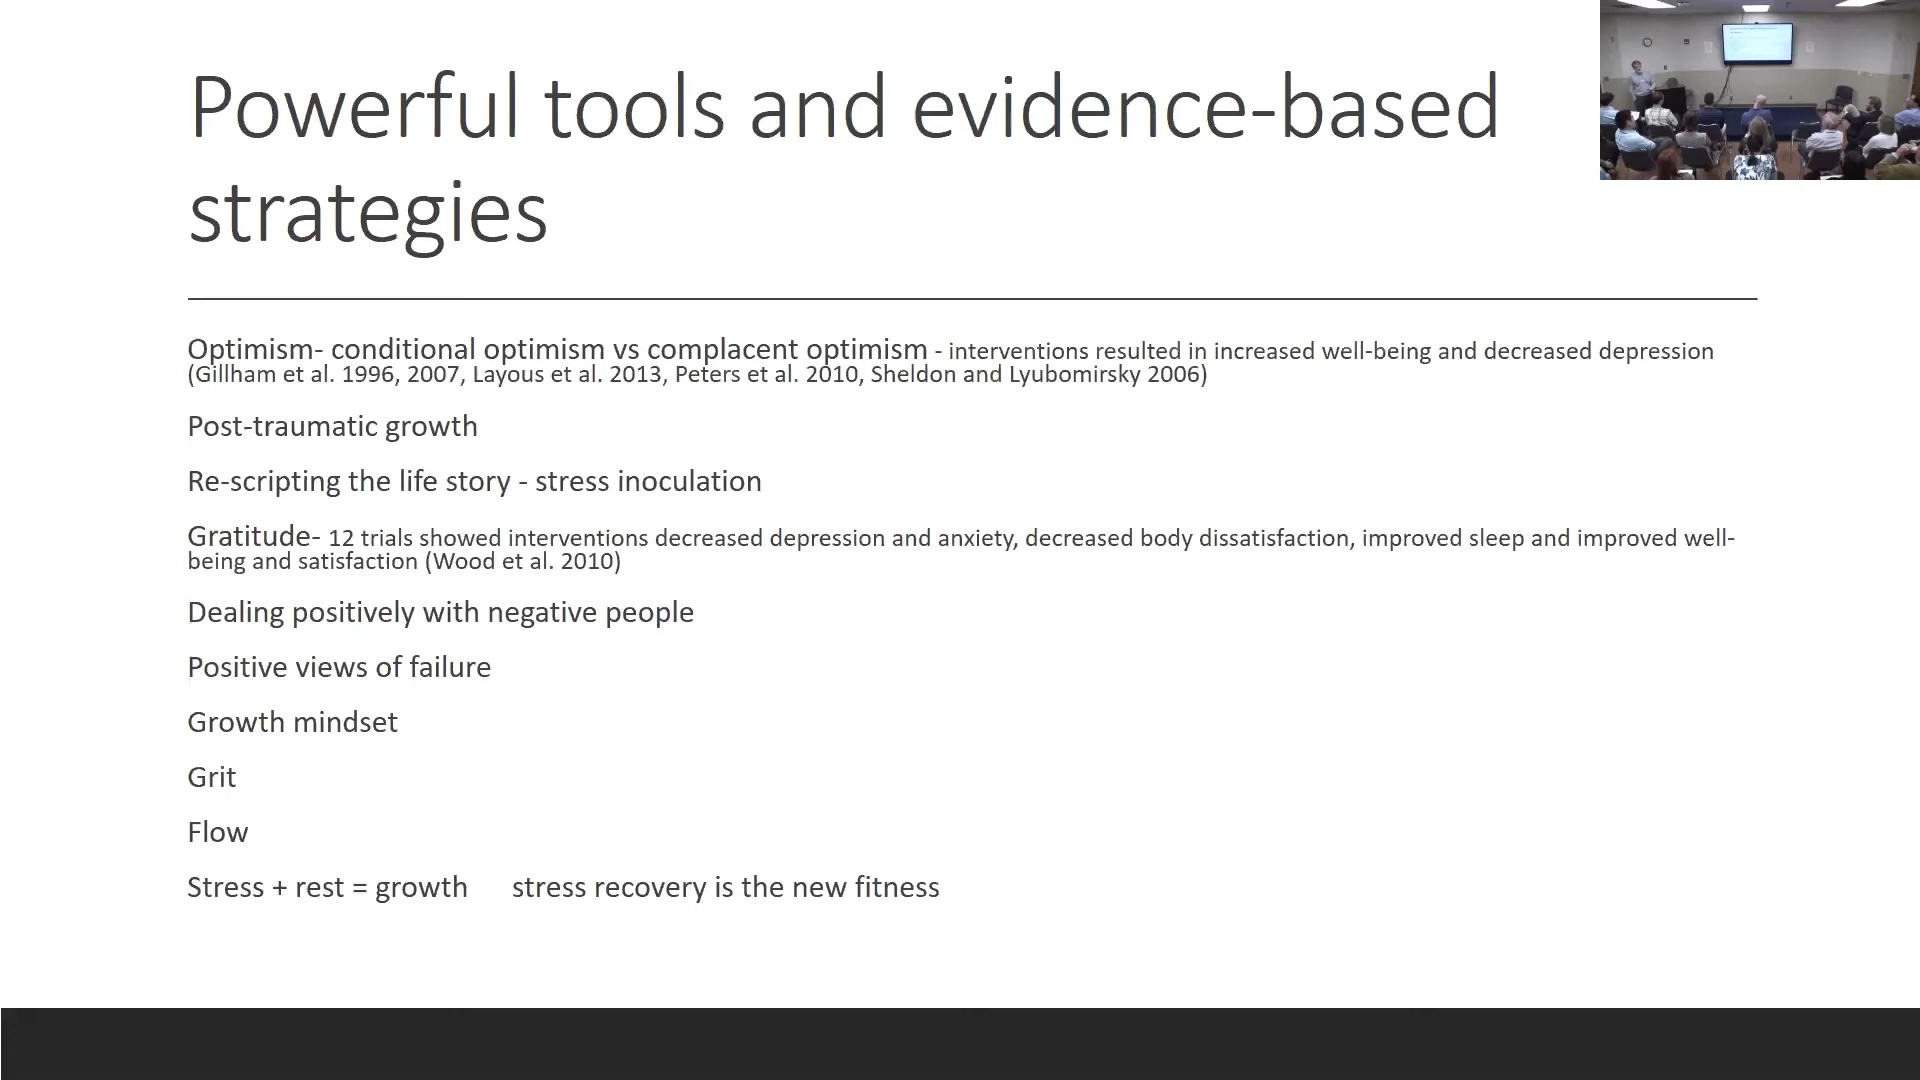 Powerful tools and evidence-based
strategies
Optimism- conditional optimism vs complacent optimism - interventions resulted in increased well-being and decreased depression
(Gillham et al. 1996, 2007, Layous et al. 2013, Peters et al. 2010, Sheldon and Lyubomirsky 2006)
Post-traumatic growth
Re-scripting the life story - stress inoculation
Gratitude- 12 trials showed interventions decreased depression and anxiety, decreased body dissatisfaction, improved sleep and improved well-
being and satisfaction (Wood et al. 2010)
Dealing positively with negative people
Positive views of failure
Growth mindset
Grit
Flow
Stress + rest = growth stress recovery is the new fitness